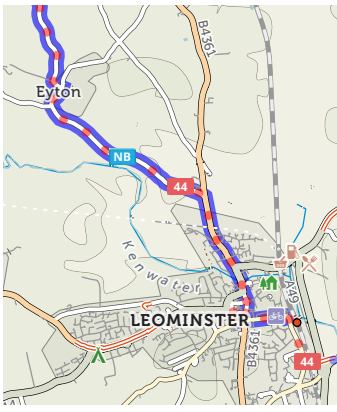 B4361
Eyton
NB
44
Kenwater
A49
LEOMINSTER
B4361
44